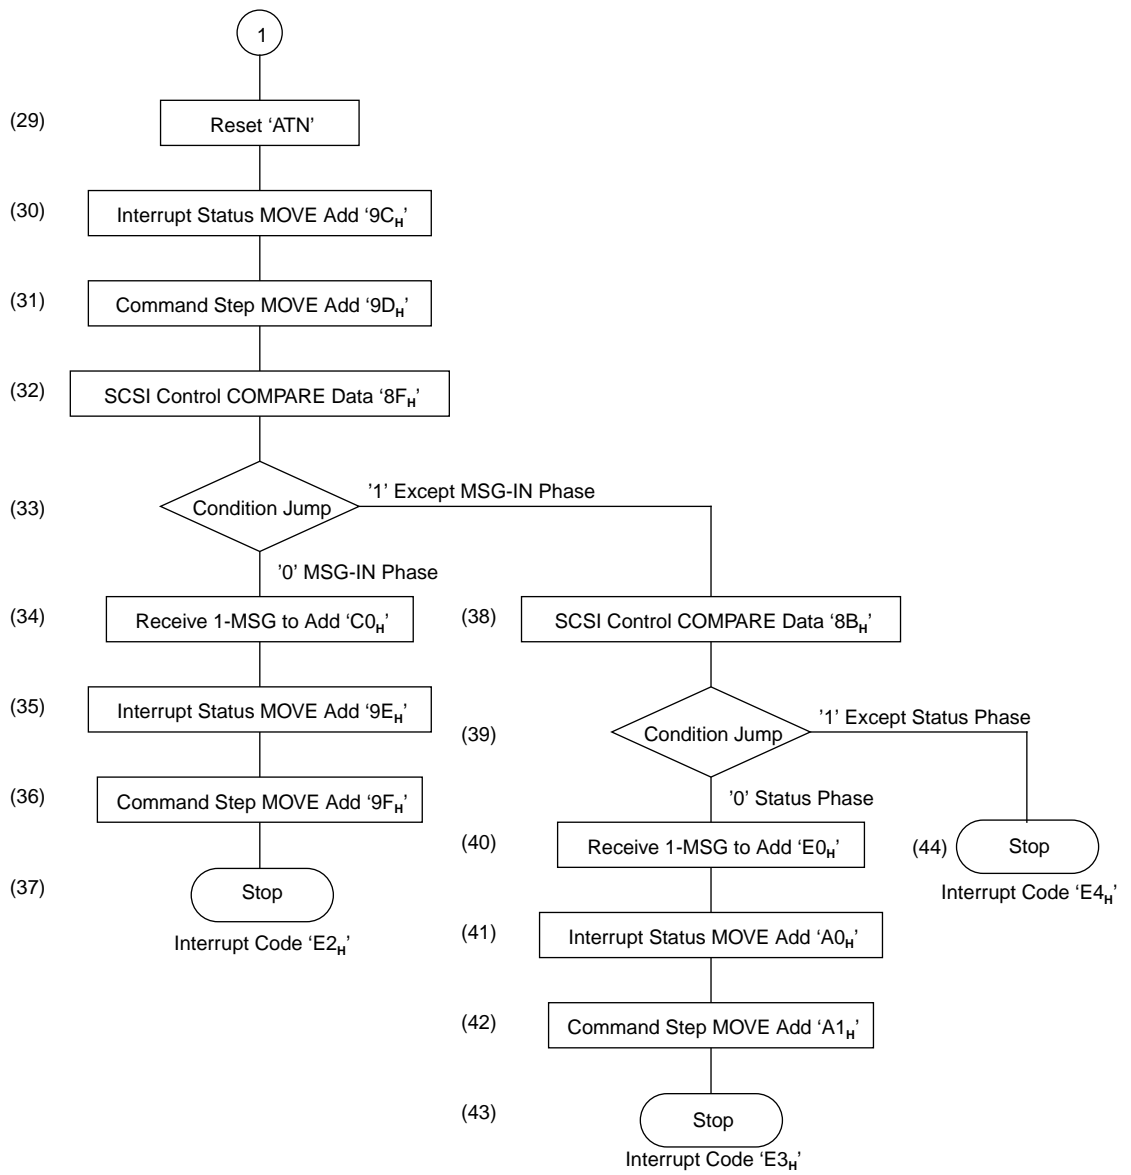 1
(29) Reset ‘ATN’
(30) Interrupt Status MOVE Add ‘9CH’
(31) Command Step MOVE Add ‘9DH’
(32) SCSI Control COMPARE Data ‘8FH’
(33) Condition Jump
’1’ Except MSG-IN Phase
’0’ MSG-IN Phase
(34) Receive 1-MSG to Add ‘C0H’
(35) Interrupt Status MOVE Add ‘9EH’
(36) Command Step MOVE Add ‘9FH’
(37) Stop
Interrupt Code ‘E2H’
(38) SCSI Control COMPARE Data ‘8BH’
(39) Condition Jump
’1’ Except Status Phase
’0’ Status Phase
(40) Receive 1-MSG to Add ‘E0H’
(41) Interrupt Status MOVE Add ‘A0H’
(42) Command Step MOVE Add ‘A1H’
(43) Stop
Interrupt Code ‘E3H’
(44) Stop
Interrupt Code ‘E4H’